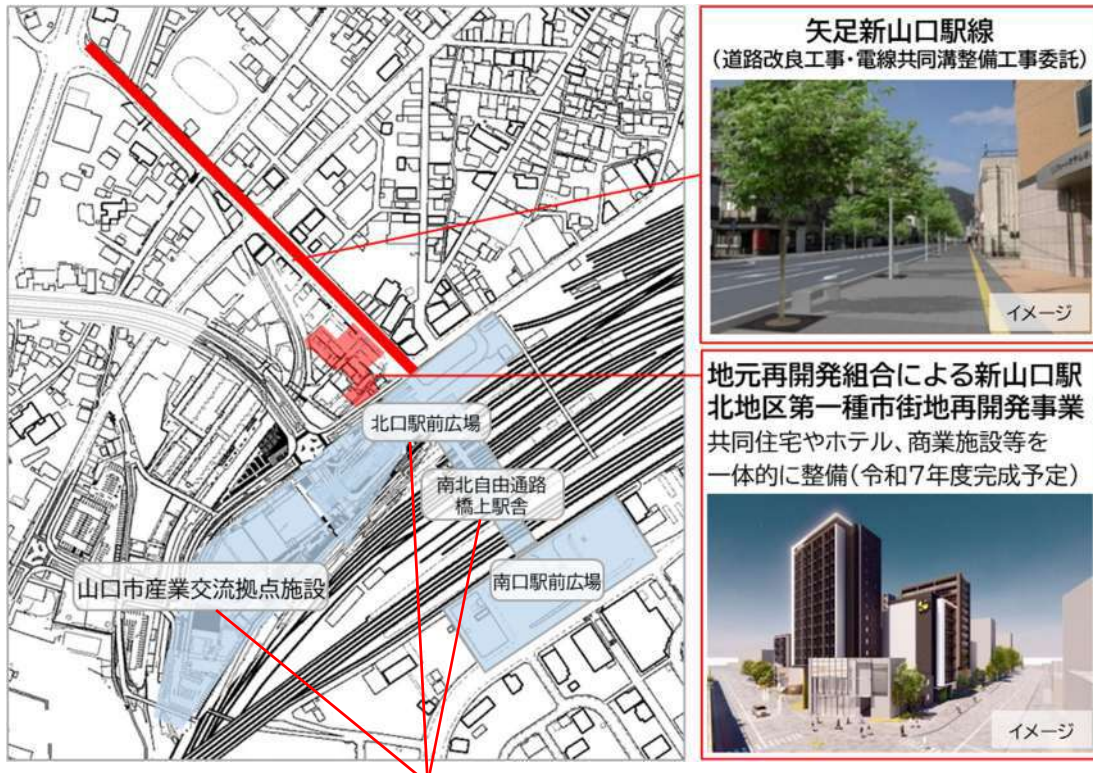 矢足新山口駅線
（道路改良工事・電線共同溝整備工事委託）
イメージ
地元再開発組合による新山口駅
北地区第一種市街地再開発事業
共同住宅やホテル、商業施設等を
一体的に整備（令和7年度完成予定）
イメージ
北口駅前広場
南北自由通路
橋上駅舎
南口駅前広場
山口市産業交流拠点施設